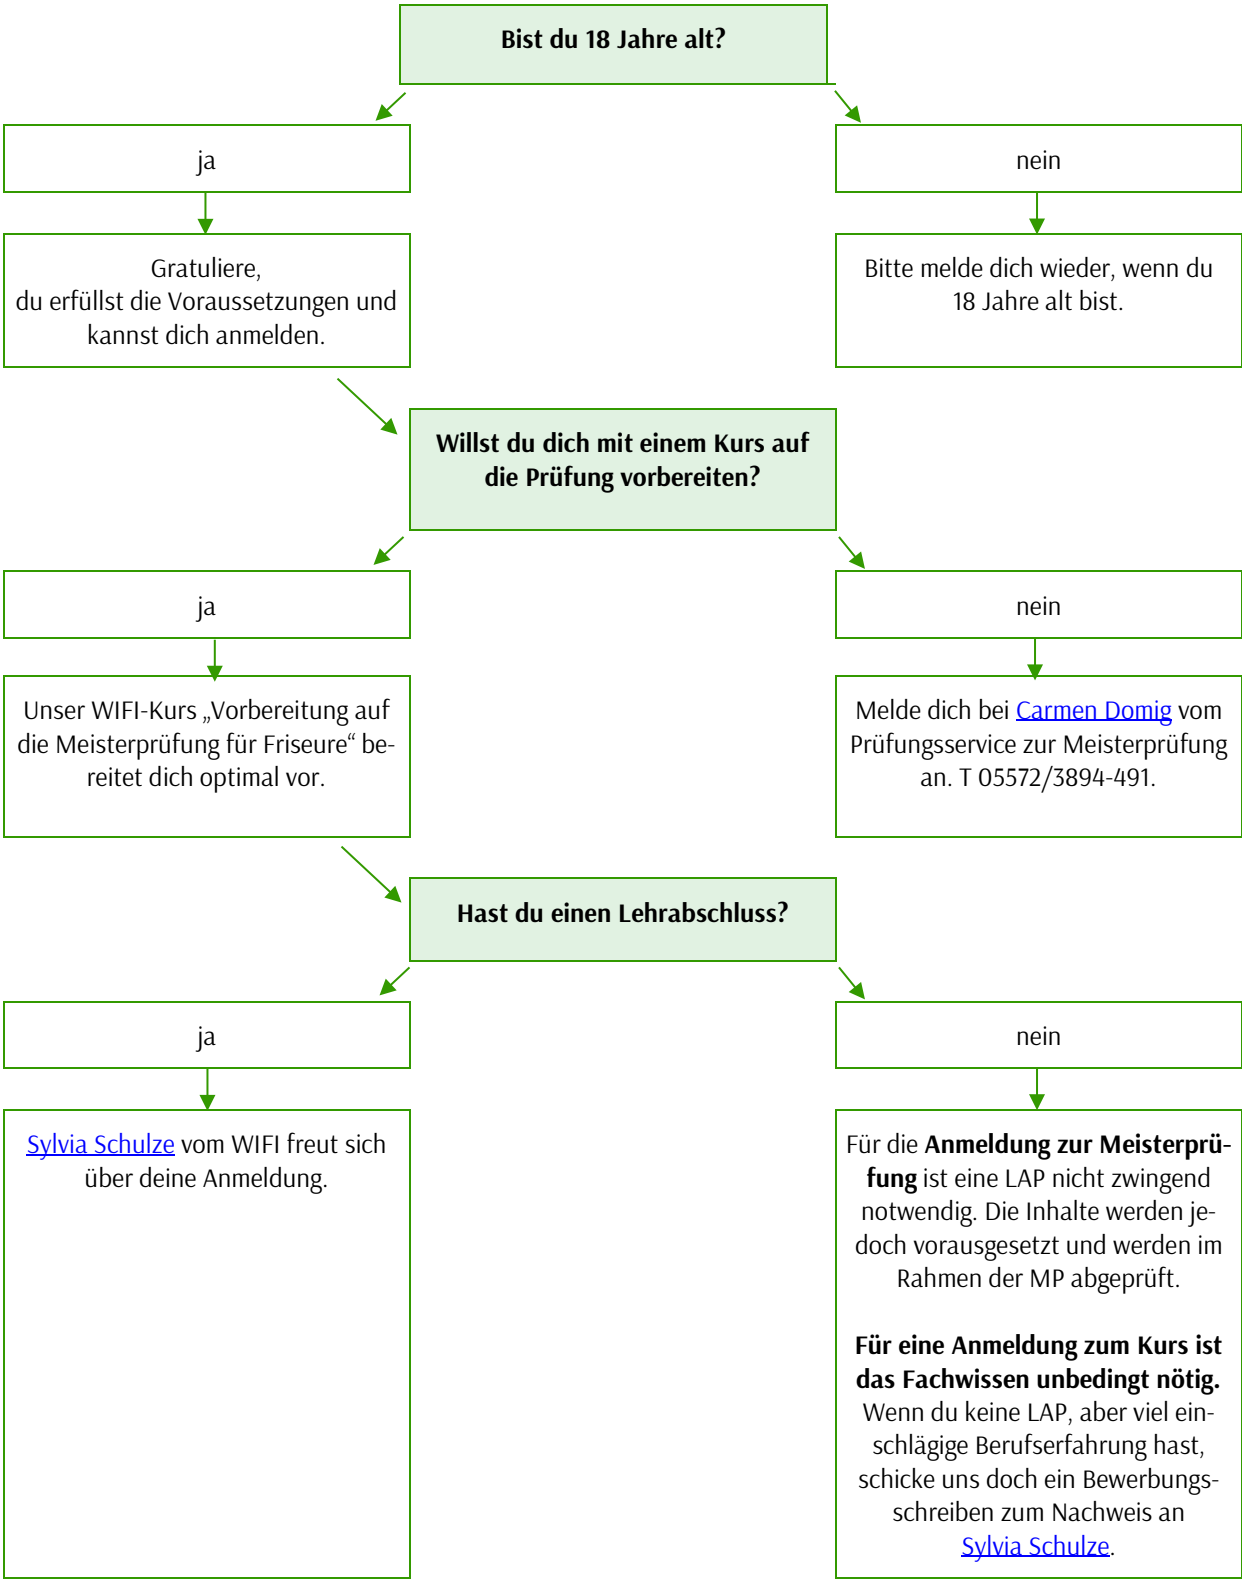 Bist du 18 Jahre alt?
ja
nein
Gratuliere,
du erfüllst die Voraussetzungen und
kannst dich anmelden.
Bitte melde dich wieder, wenn du
18 Jahre alt bist.
Willst du dich mit einem Kurs auf
die Prüfung vorbereiten?
ja
nein
Unser WIFI-Kurs „Vorbereitung auf
die Meisterprüfung für Friseure“ be-
reitet dich optimal vor.
Melde dich bei Carmen Domig vom
Prüfungsservice zur Meisterprüfung
an. T 05572/3894-491.
Hast du einen Lehrabschluss?
ja
nein
Sylvia Schulze vom WIFI freut sich
über deine Anmeldung.
Für die Anmeldung zur Meisterprü-
fung ist eine LAP nicht zwingend
notwendig. Die Inhalte werden je-
doch vorausgesetzt und werden im
Rahmen der MP abgeprüft.
Für eine Anmeldung zum Kurs ist
das Fachwissen unbedingt nötig.
Wenn du keine LAP, aber viel ein-
schlägige Berufserfahrung hast,
schicke uns doch ein Bewerbungs-
schreiben zum Nachweis an
Sylvia Schulze.